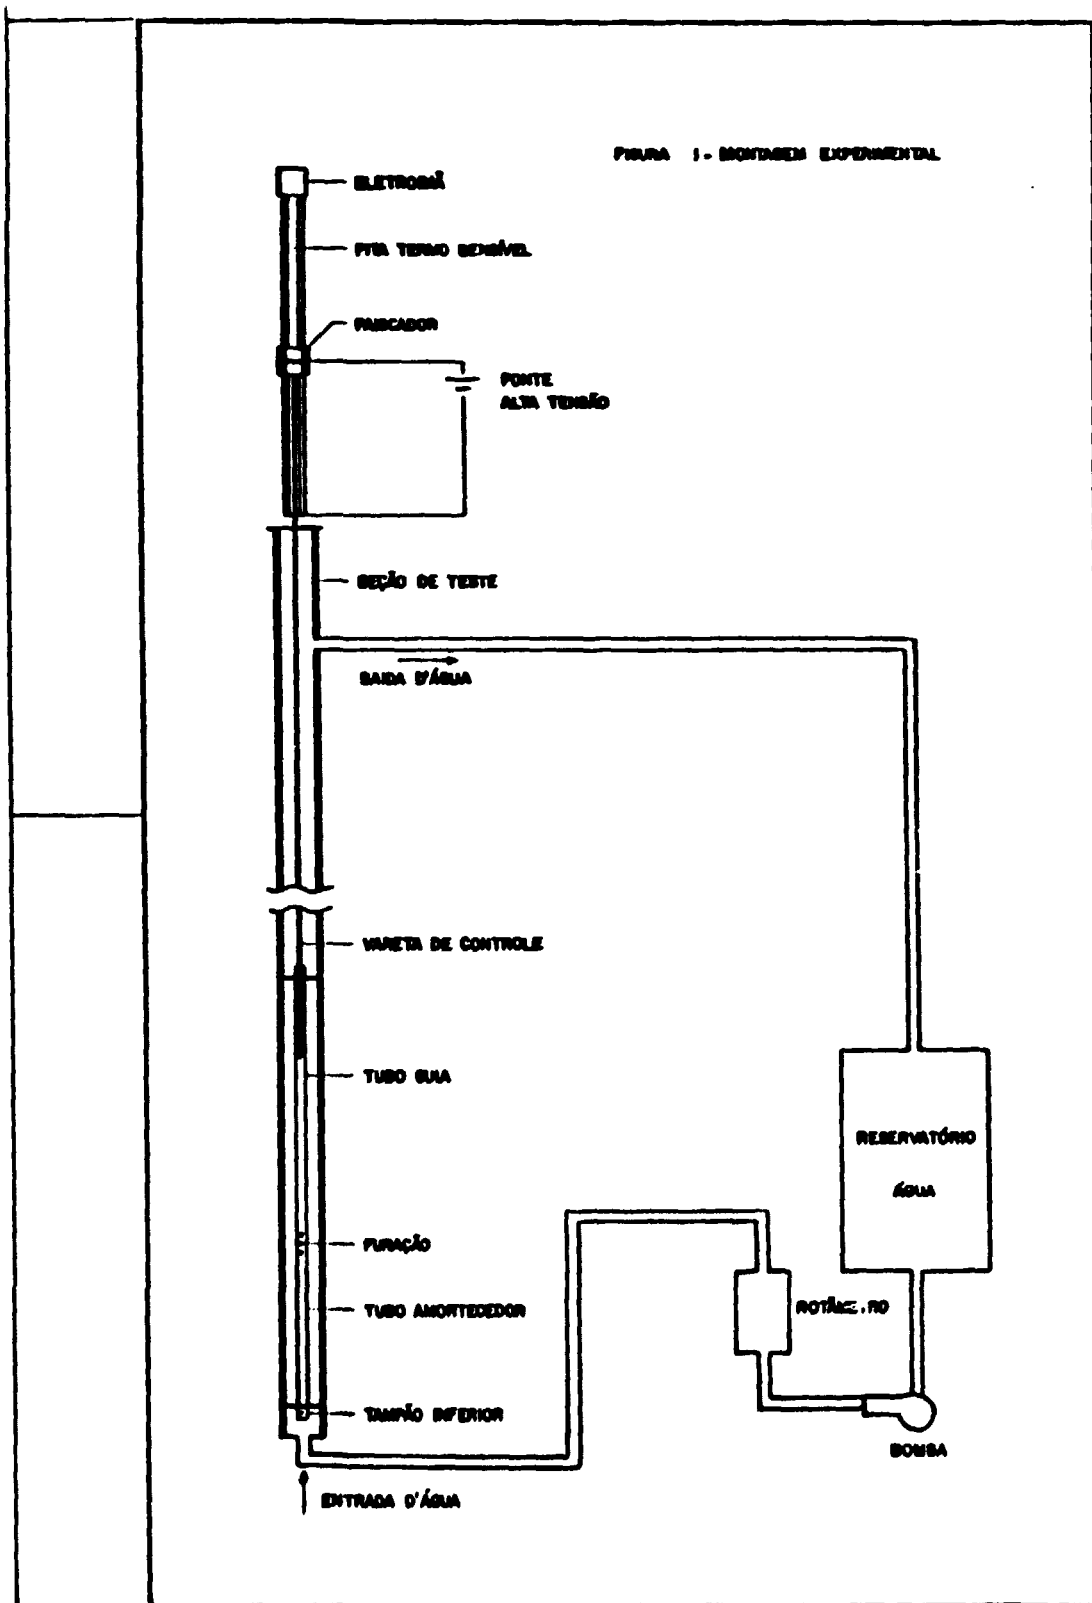 FIGURA 1 - MONTAGEM EXPERIMENTAL
ELETROIMÃ
FITA TERMO SENSÍVEL
FAISCADOR
FONTE
ALTA TENSÃO
SEÇÃO DE TESTE
SAIDA D'ÁGUA
VARETA DE CONTROLE
TUBO GUIA
RESERVATÓRIO
ÁGUA
FURAÇÃO
TUBO AMORTECEDOR
TAMPÃO INFERIOR
BOMBA
ENTRADA D'ÁGUA